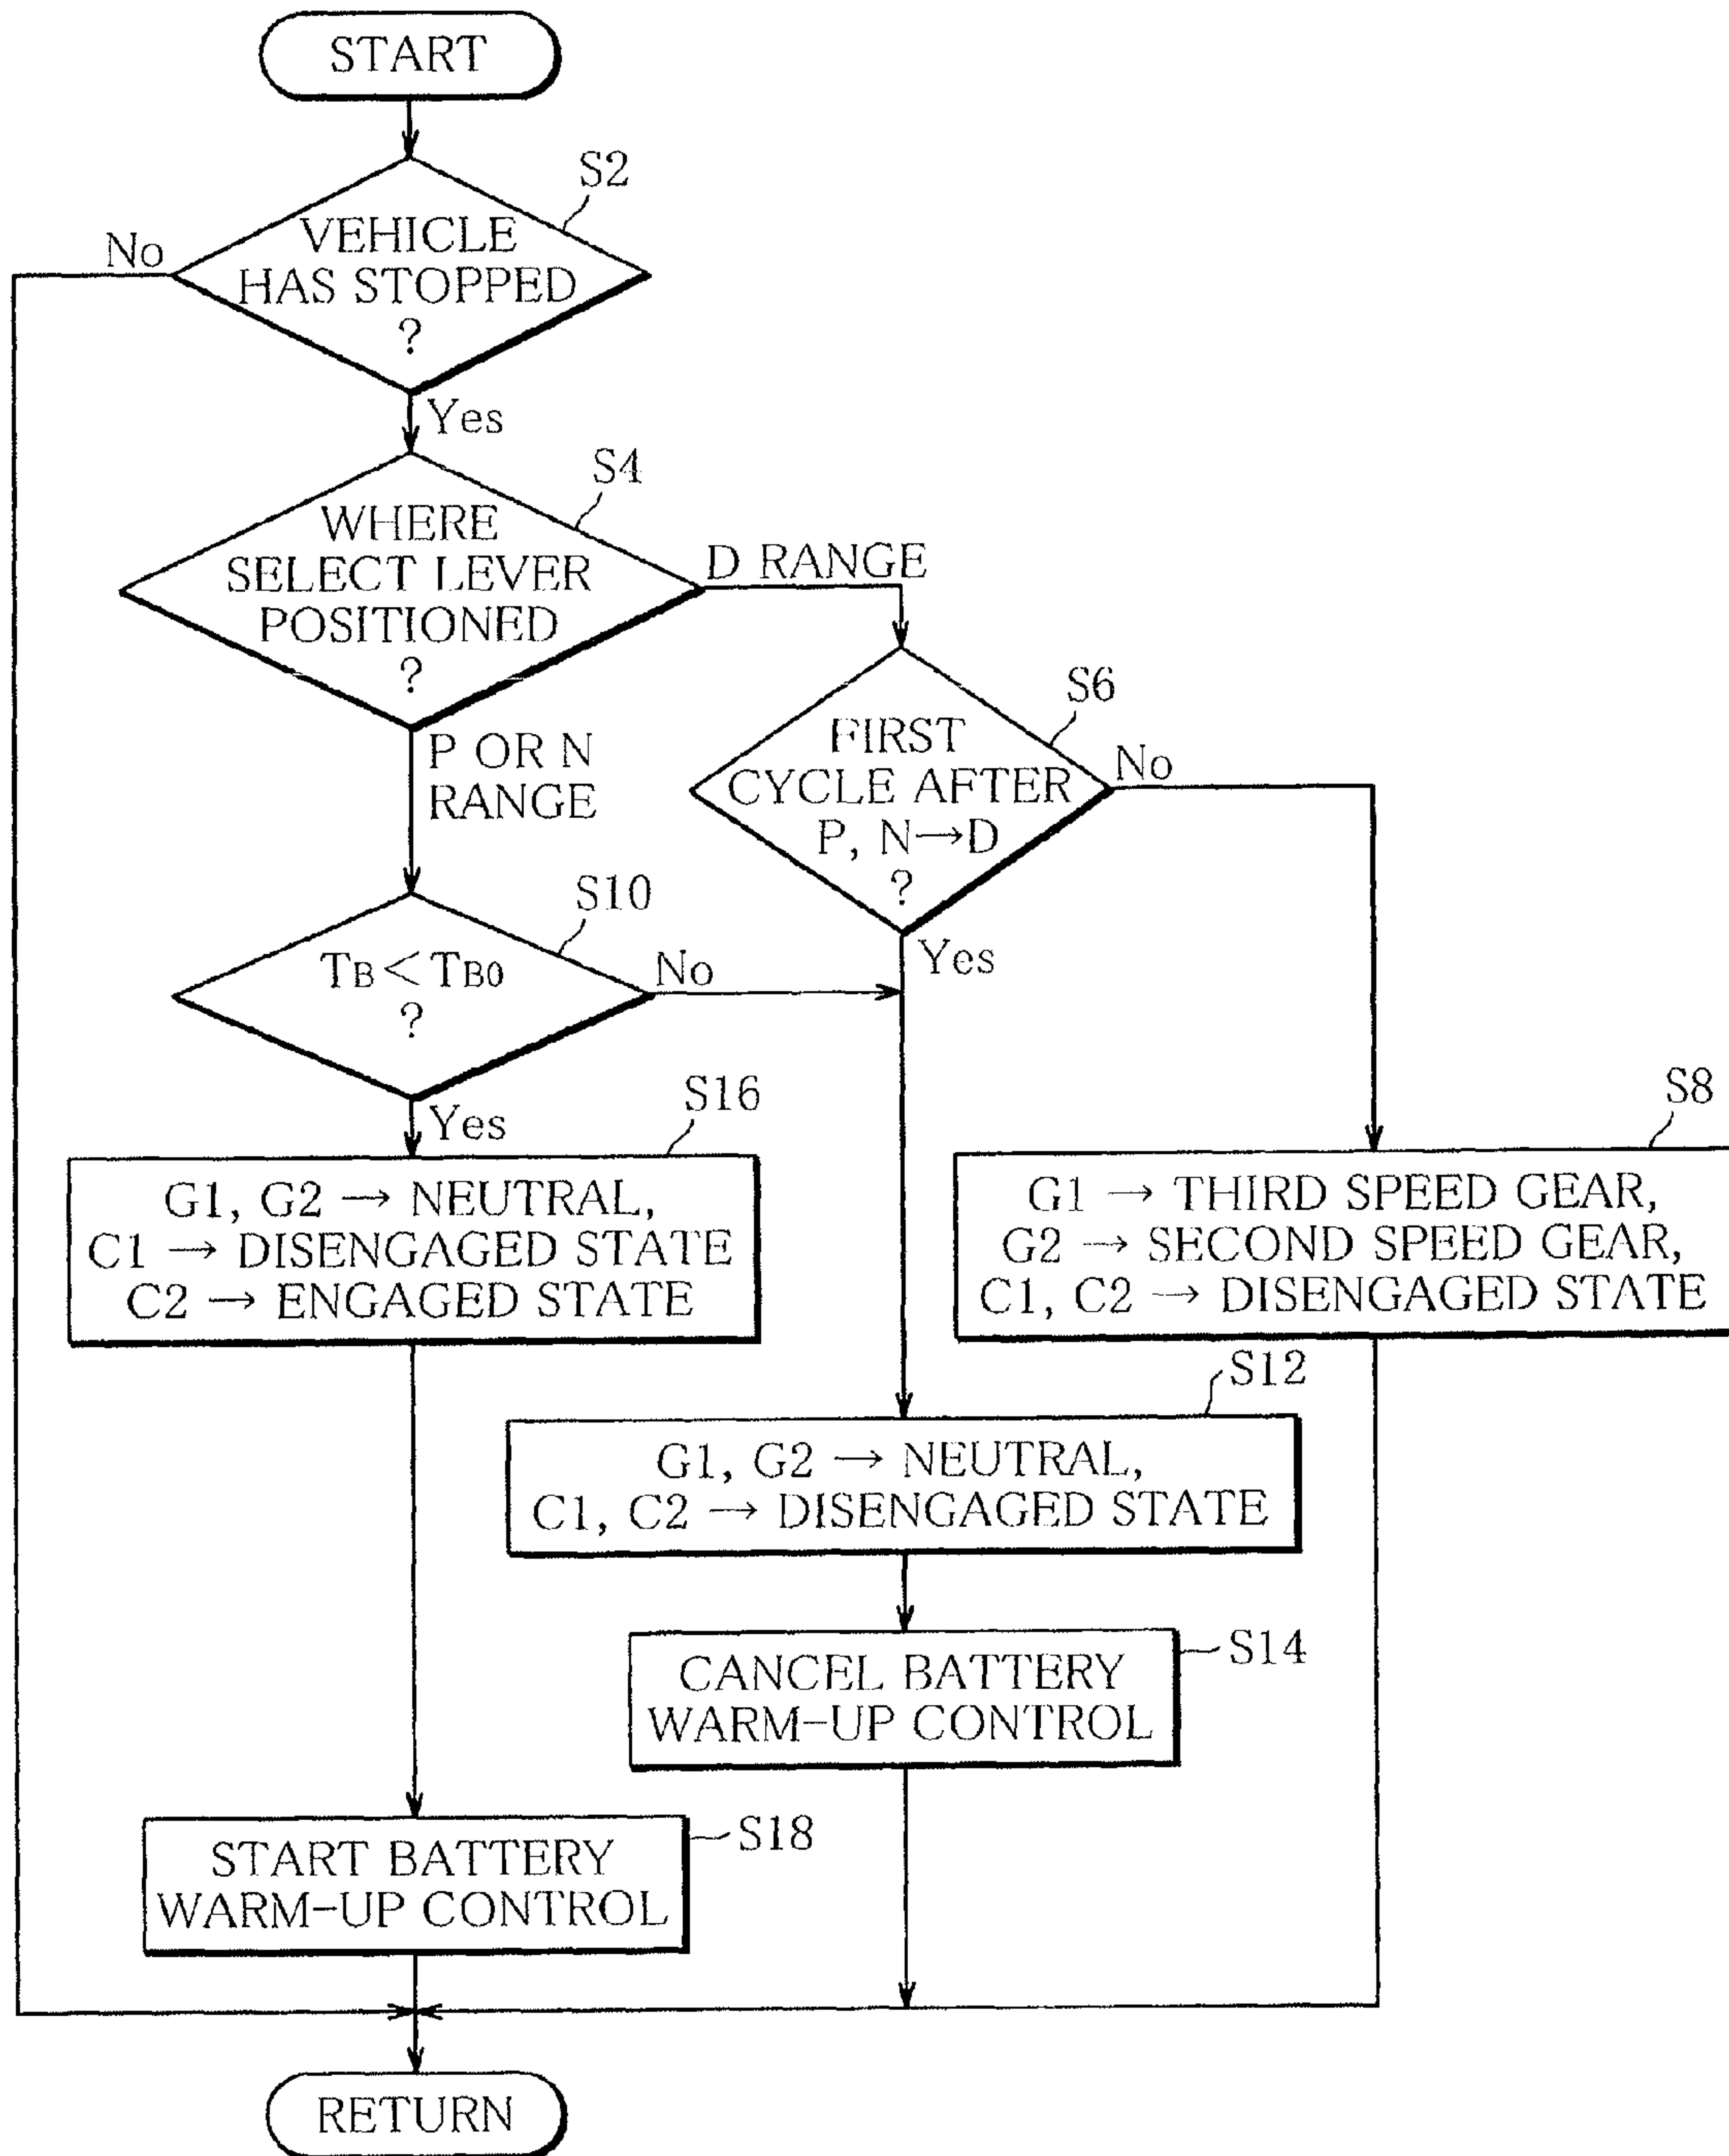 START
S2
VEHICLE
HAS STOPPED
?
No
Yes
S4
WHERE
SELECT LEVER
POSITIONED
?
D RANGE
P OR N
RANGE
S6
FIRST
CYCLE AFTER
P, N→D
?
No
Yes
S10
TB<TB0
?
No
Yes
S16
G1, G2 → NEUTRAL,
C1 → DISENGAGED STATE
C2 → ENGAGED STATE
S8
G1 → THIRD SPEED GEAR,
G2 → SECOND SPEED GEAR,
C1, C2 → DISENGAGED STATE
S12
G1, G2 → NEUTRAL,
C1, C2 → DISENGAGED STATE
S14
CANCEL BATTERY
WARM-UP CONTROL
S18
START BATTERY
WARM-UP CONTROL
RETURN